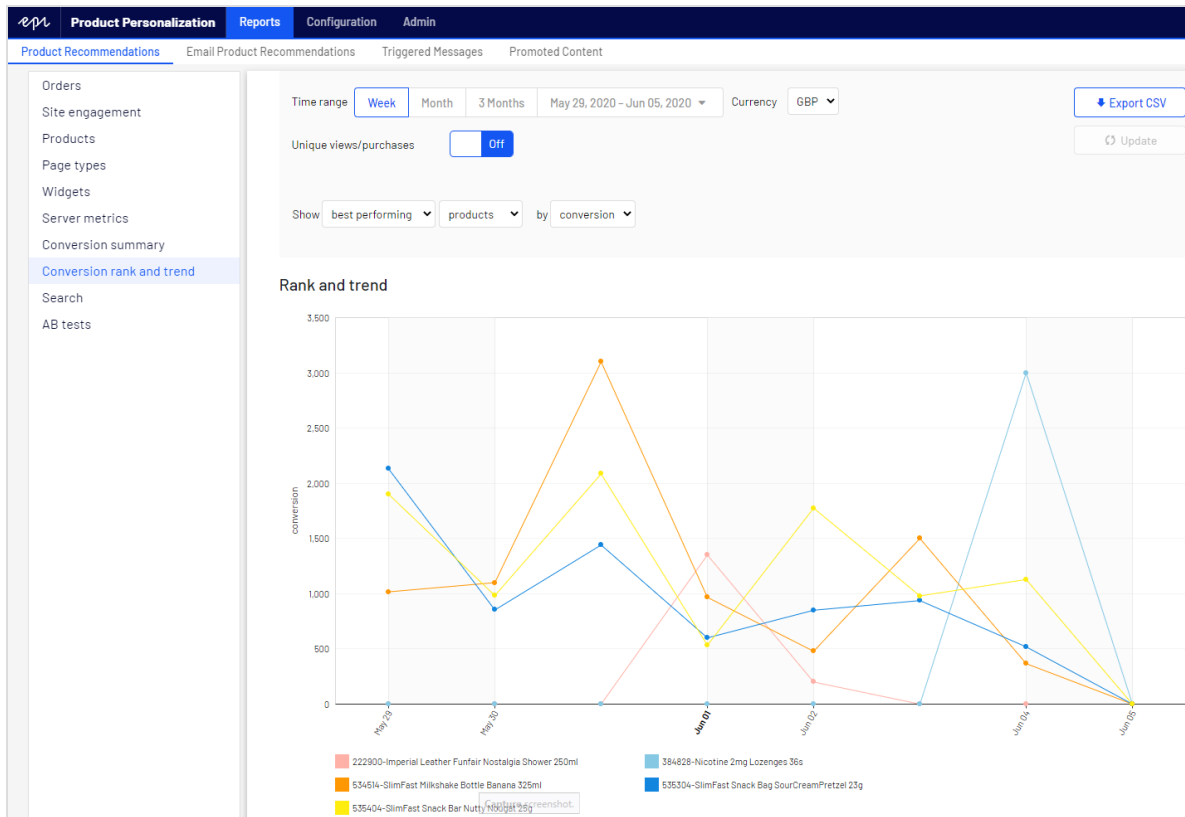 epi Product Personalization Reports Configuration Admin
Product Recommendations Email Product Recommendations Triggered Messages Promoted Content
Orders
Site engagement
Products
Page types
Widgets
Server metrics
Conversion summary
Conversion rank and trend
Search
AB tests
Time range Week Month 3 Months May 29, 2020 – Jun 05, 2020 Currency GBP Export CSV
Unique views/purchases Off Update
Show best performing products by conversion
Rank and trend
3,500
3,000
2,500
2,000
1,500
1,000
500
0
conversion
May 29 May 30 Jun 01 Jun 02 Jun 04 Jun 05
222900-Imperial Leather Funfair Nostalgia Shower 250ml 384828-Nicotine 2mg Lozenges 36s
534514-SlimFast Milkshake Bottle Banana 325ml 535304-SlimFast Snack Bag SourCreamPretzel 23g
535404-SlimFast Snack Bar Nutty Nougat 25g
Capture screenshot.